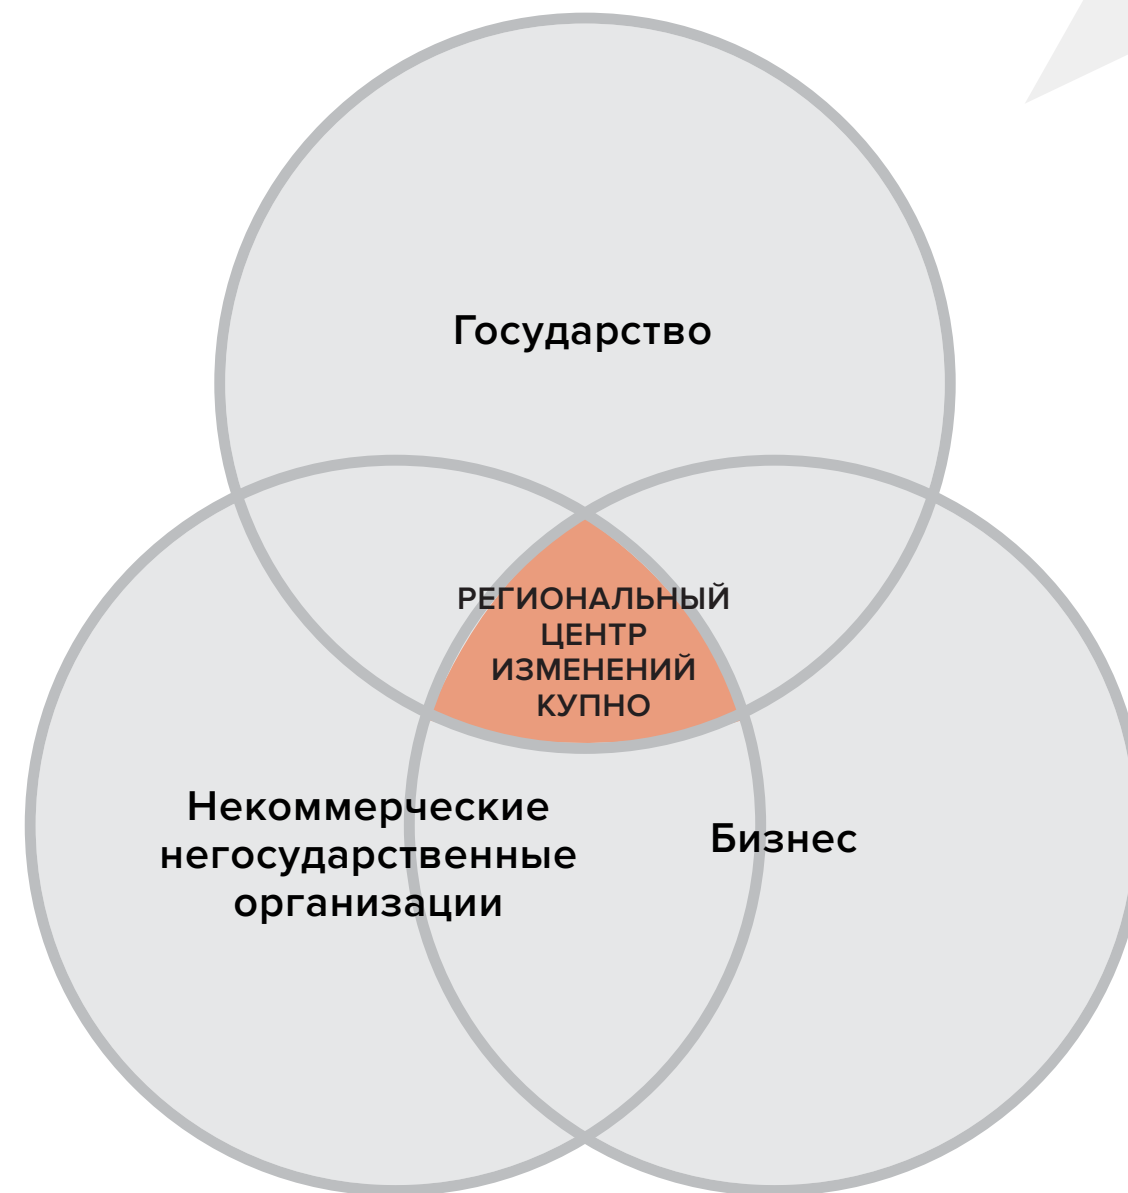 Государство
РЕГИОНАЛЬНЫЙ
ЦЕНТР
ИЗМЕНЕНИЙ
КУПНО
Некоммерческие
негосударственные
организации
Бизнес